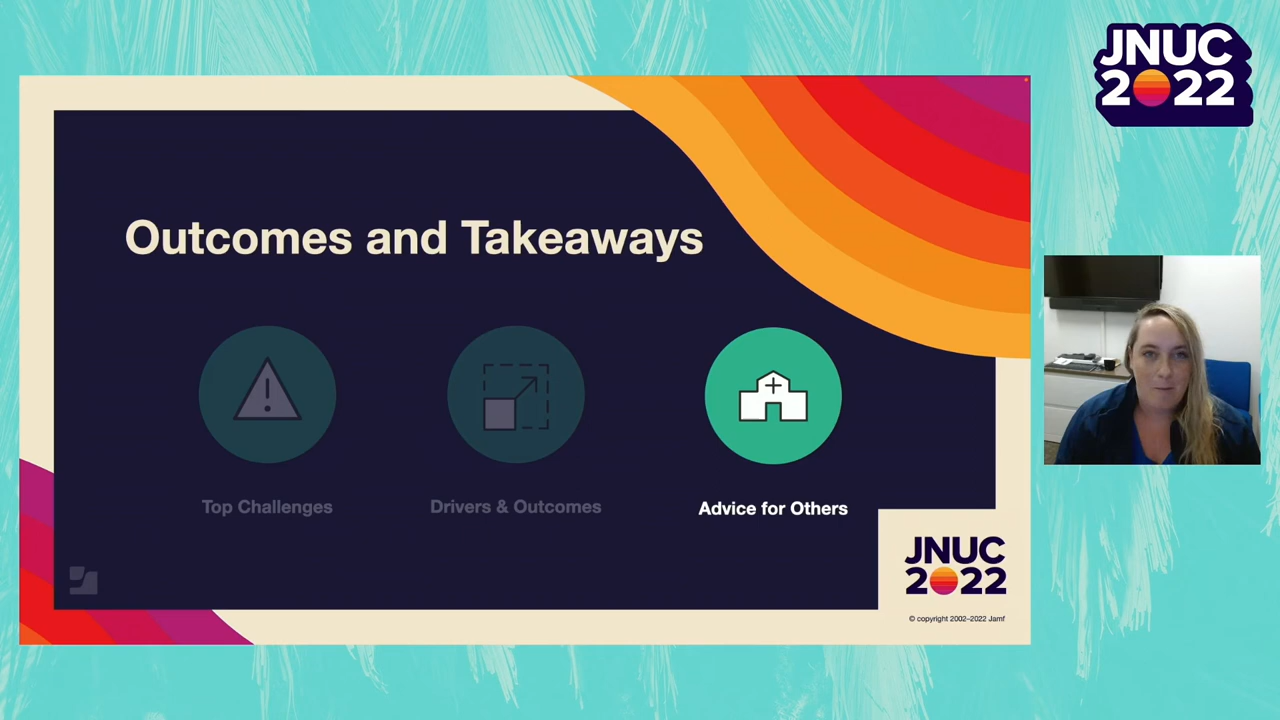 JNUC
2022
Outcomes and Takeaways
Top Challenges
Drivers & Outcomes
Advice for Others
JNUC
2022
© copyright 2002–2022 Jamf